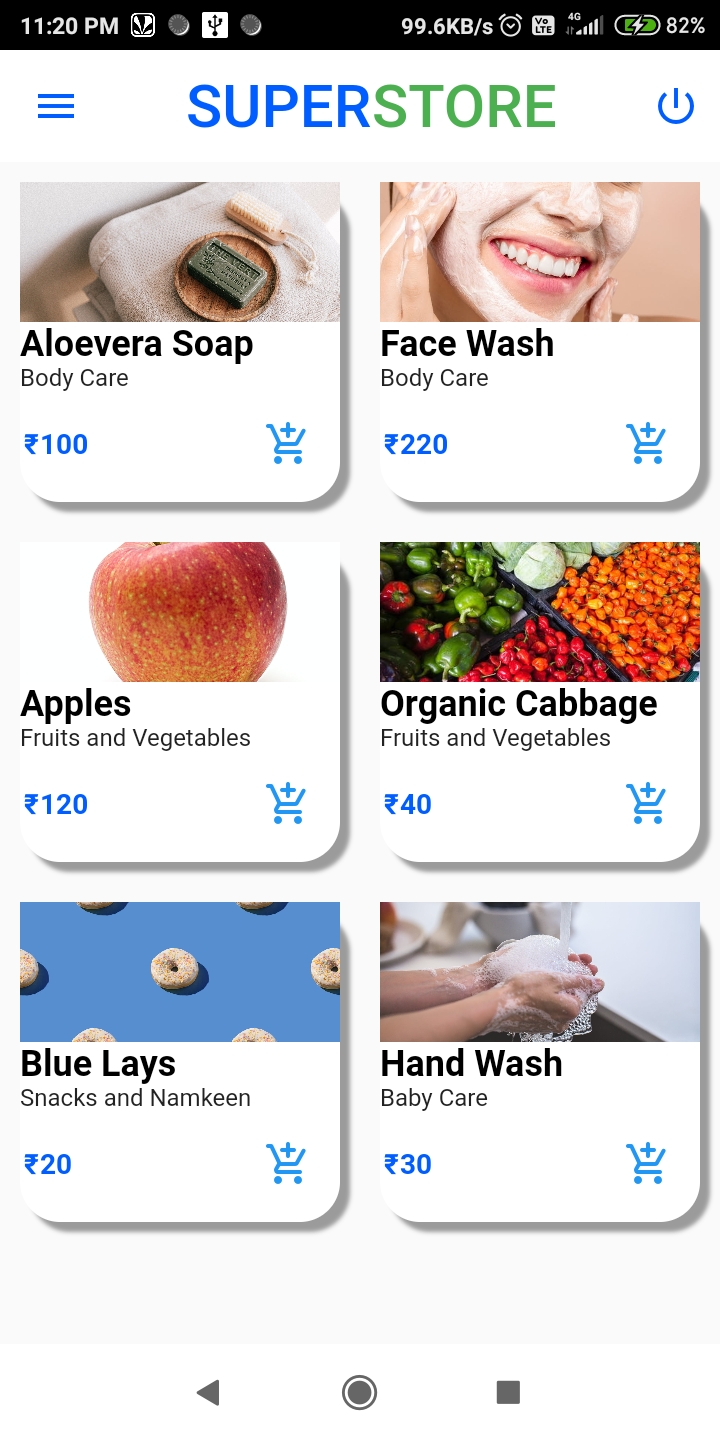 11:20 PM 99.6KB/s Vo LTE 4G 82%
SUPERSTORE
Aloevera Soap
Body Care
₹100
Face Wash
Body Care
₹220
Apples
Fruits and Vegetables
₹120
Organic Cabbage
Fruits and Vegetables
₹40
Blue Lays
Snacks and Namkeen
₹20
Hand Wash
Baby Care
₹30